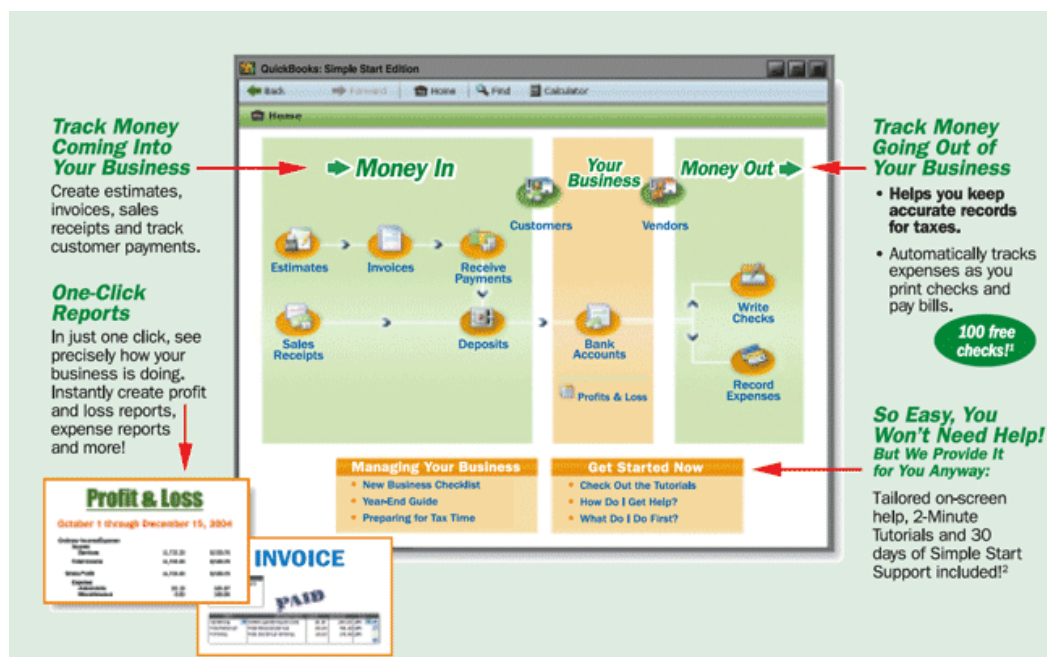 Track Money
Coming Into
Your Business
Create estimates,
invoices, sales
receipts and track
customer payments.
One-Click
Reports
In just one click, see
precisely how your
business is doing.
Instantly create profit
and loss reports,
expense reports
and more!
Profit & Loss
October 1 through December 15, 2004
INVOICE
PAID
QuickBooks: Simple Start Edition
Back Forward Home Find Calculator
Home
Money In
Your
Business
Money Out
Customers
Vendors
Estimates
Invoices
Receive
Payments
Sales
Receipts
Deposits
Bank
Accounts
Write
Checks
Record
Expenses
Profits & Loss
Managing Your Business
• New Business Checklist
• Year-End Guide
• Preparing for Tax Time
Get Started Now
• Check Out the Tutorials
• How Do I Get Help?
• What Do I Do First?
Track Money
Going Out of
Your Business
• Helps you keep
accurate records
for taxes.
• Automatically tracks
expenses as you
print checks and
pay bills.
100 free
checks!¹
So Easy, You
Won't Need Help!
But We Provide It
for You Anyway:
Tailored on-screen
help, 2-Minute
Tutorials and 30
days of Simple Start
Support included!²